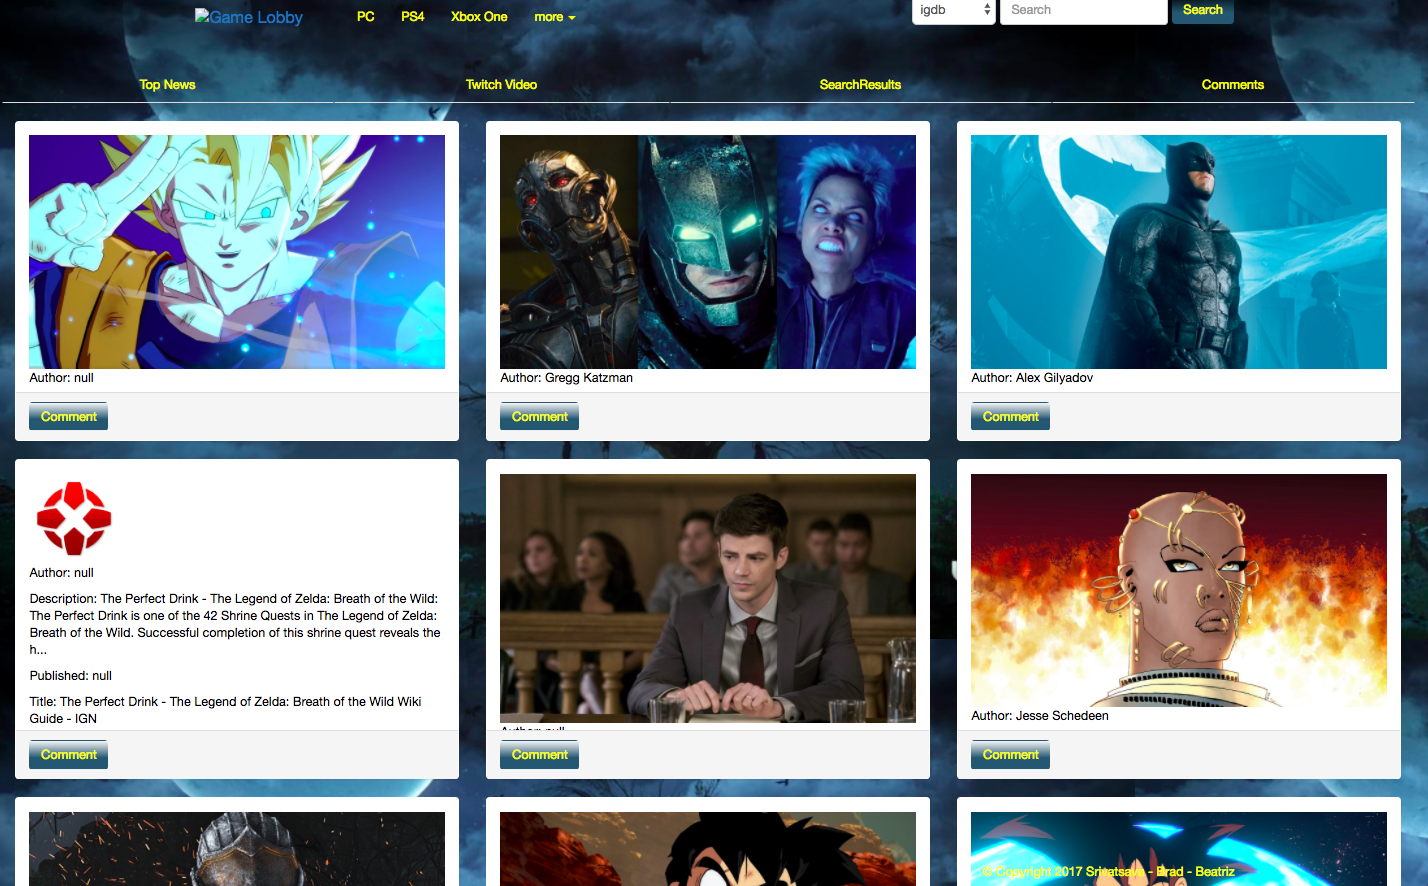 Game Lobby PC PS4 Xbox One more igdb Search Search
Top News Twitch Video SearchResults Comments
Author: null
Comment
Author: Gregg Katzman
Comment
Author: Alex Gilyadov
Comment
Author: null
Description: The Perfect Drink - The Legend of Zelda: Breath of the Wild:
The Perfect Drink is one of the 42 Shrine Quests in The Legend of Zelda:
Breath of the Wild. Successful completion of this shrine quest reveals the
h...
Published: null
Title: The Perfect Drink - The Legend of Zelda: Breath of the Wild Wiki
Guide - IGN
Comment
Author: null
Comment
Author: Jesse Schedeen
Comment
© Copyright 2017 Srivatsava - Brad - Beatriz